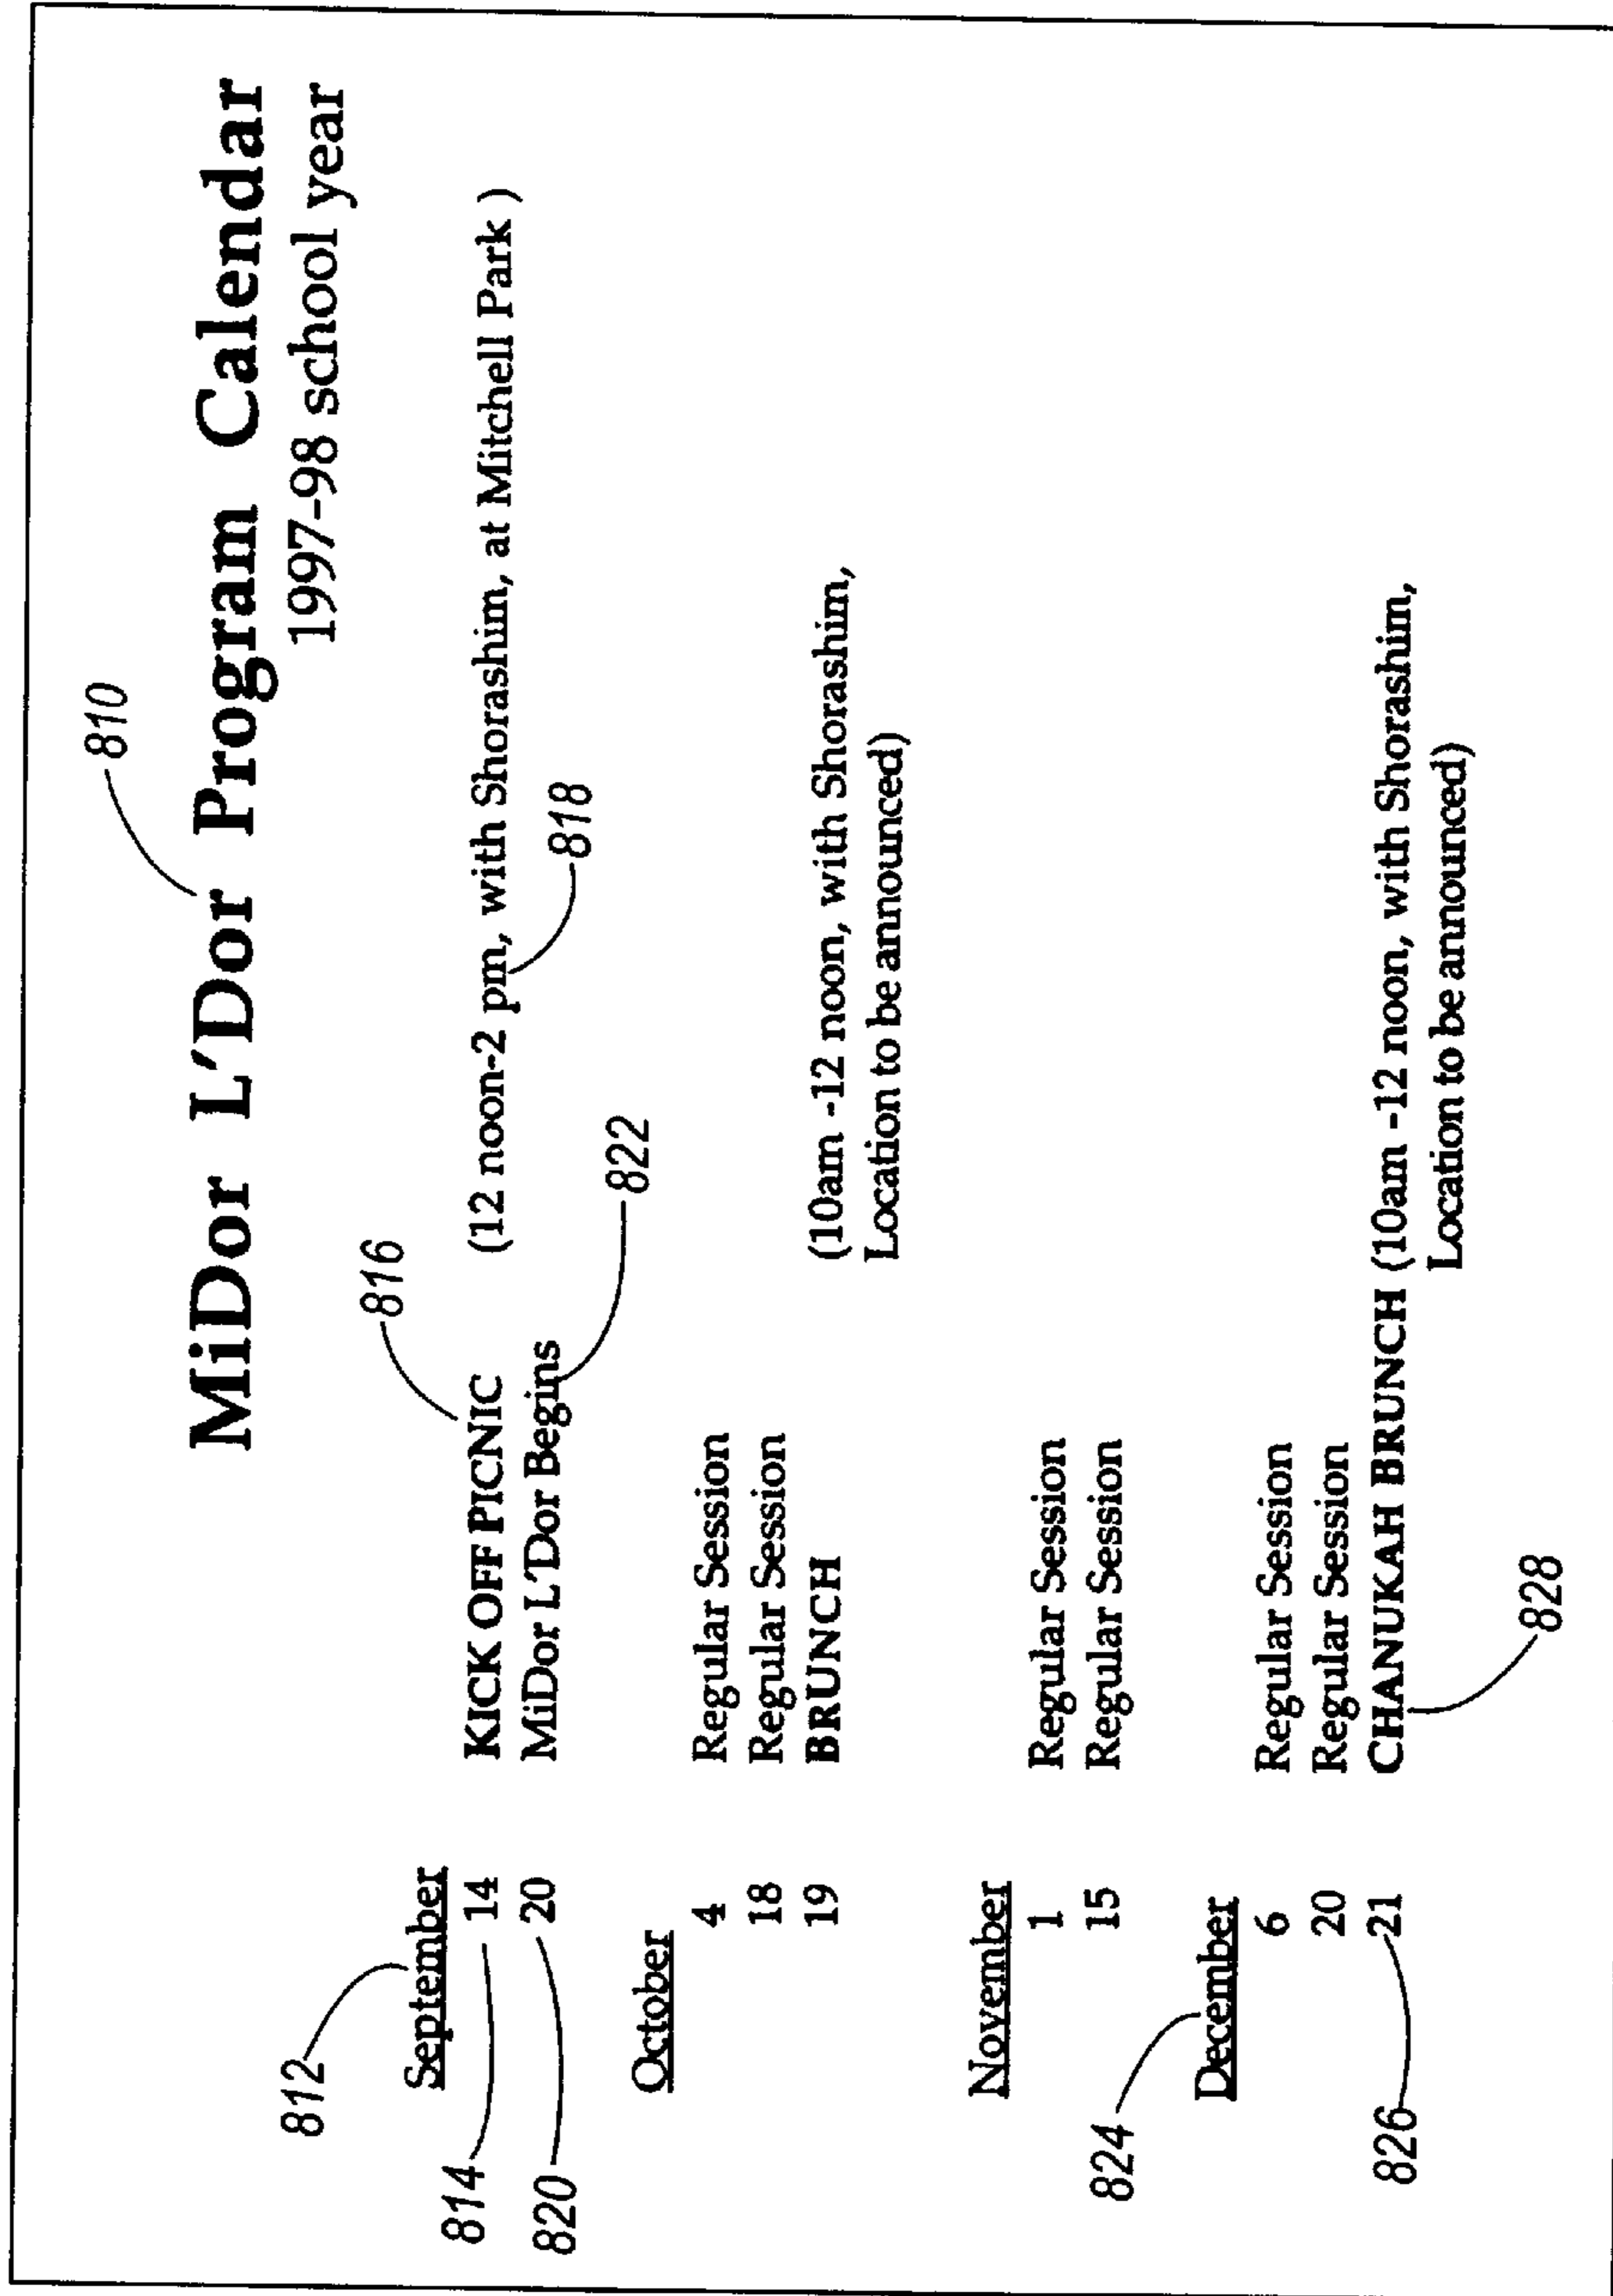 810
MiDor L'Dor Program Calendar
1997-98 school year
812
816
September
814 14 KICK OFF PICNIC (12 noon-2 pm, with Shorashim, at Mitchell Park )
820 20 MiDor L'Dor Begins
818
822
October
4 Regular Session
18 Regular Session
19 BRUNCH (10am -12 noon, with Shorashim,
Location to be announced)
November
1 Regular Session
15 Regular Session
824
December
6 Regular Session
20 Regular Session
826 21 CHANUKAH BRUNCH (10am -12 noon, with Shorashim,
Location to be announced)
828